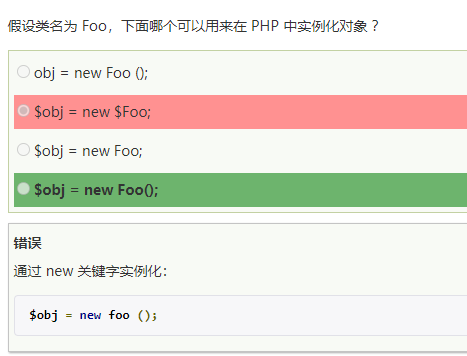 假设类名为 Foo，下面哪个可以用来在 PHP 中实例化对象？
obj = new Foo ();
$obj = new $Foo;
$obj = new Foo;
$obj = new Foo();
错误
通过 new 关键字实例化：
$obj = new foo ();